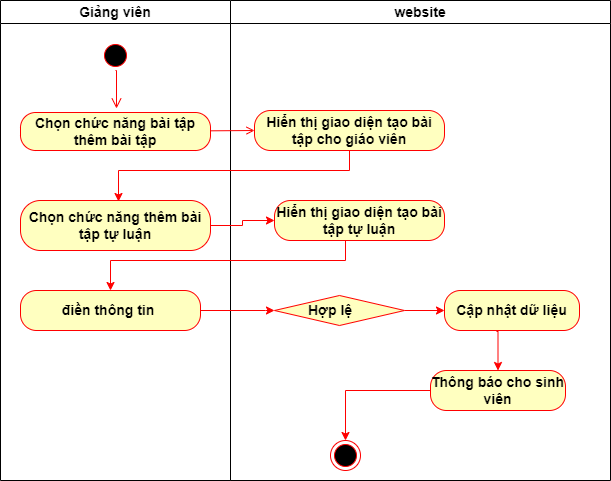 Giảng viên
website
Chọn chức năng bài tập
thêm bài tập
Hiển thị giao diện tạo bài
tập cho giáo viên
Chọn chức năng thêm bài
tập tự luận
Hiển thị giao diện tạo bài
tập tự luận
điền thông tin
Hợp lệ
Cập nhật dữ liệu
Thông báo cho sinh
viên